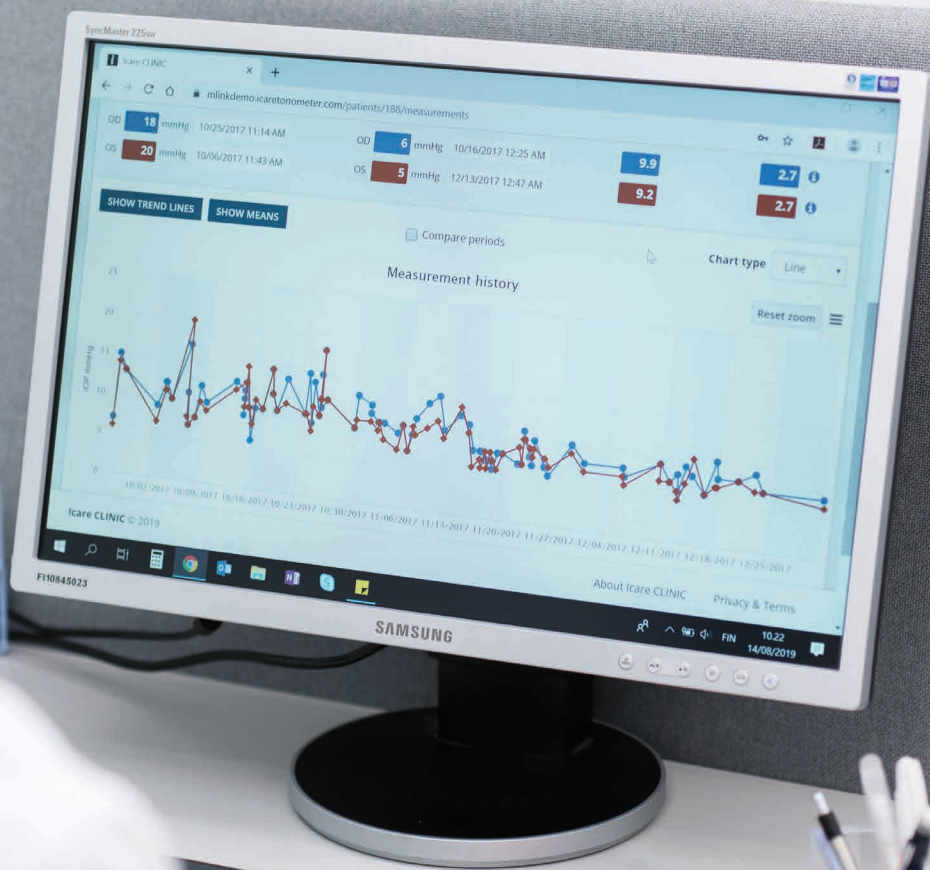 SyncMaster 225BW
Icare CLINIC
mlinkdemo.icaretonometer.com/patients/188/measurements
OD 18 mmHg 10/25/2017 11:14 AM OD 6 mmHg 10/16/2017 12:25 AM 9.9 2.7
OS 20 mmHg 10/06/2017 11:43 AM OS 5 mmHg 12/13/2017 12:47 AM 9.2 2.7
SHOW TREND LINES SHOW MEANS
Compare periods
Chart type Line
Measurement history
Reset zoom
25
20
15
10
5
0
IOP mmHg
10/02/2017 10/09/2017 10/16/2017 10/23/2017 10/30/2017 11/06/2017 11/13/2017 11/20/2017 11/27/2017 12/04/2017 12/11/2017 12/18/2017 12/25/2017
Icare CLINIC © 2019
About Icare CLINIC Privacy & Terms
FIN 10.22
14/08/2019
FI10845023
SAMSUNG